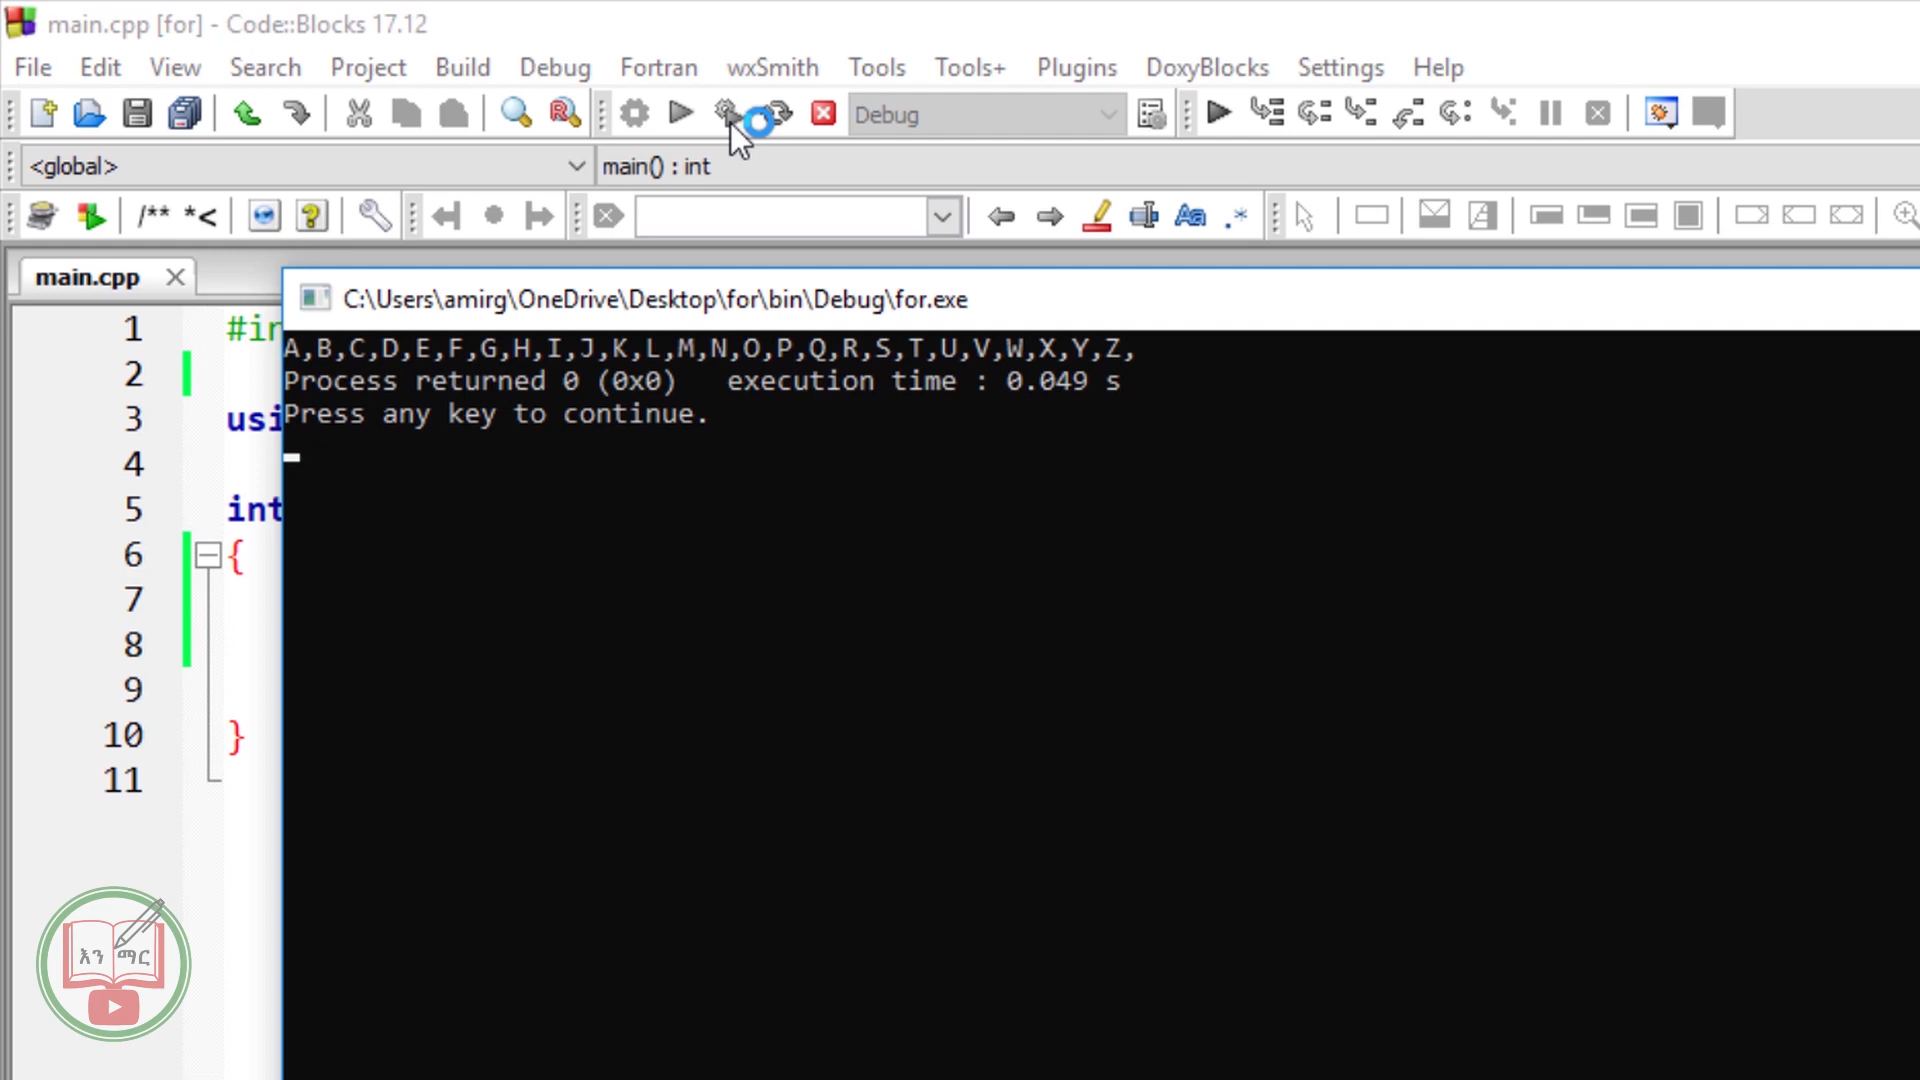 main.cpp [for] - Code::Blocks 17.12
File Edit View Search Project Build Debug Fortran wxSmith Tools Tools+ Plugins DoxyBlocks Settings Help
Debug
<global> main() : int
/** *<
main.cpp
C:\Users\amirg\OneDrive\Desktop\for\bin\Debug\for.exe
1 #in
A,B,C,D,E,F,G,H,I,J,K,L,M,N,O,P,Q,R,S,T,U,V,W,X,Y,Z,
Process returned 0 (0x0)   execution time : 0.049 s
Press any key to continue.
2
3 usi
4
5 int
6 {
7
8
9
10 }
11
እን ማር